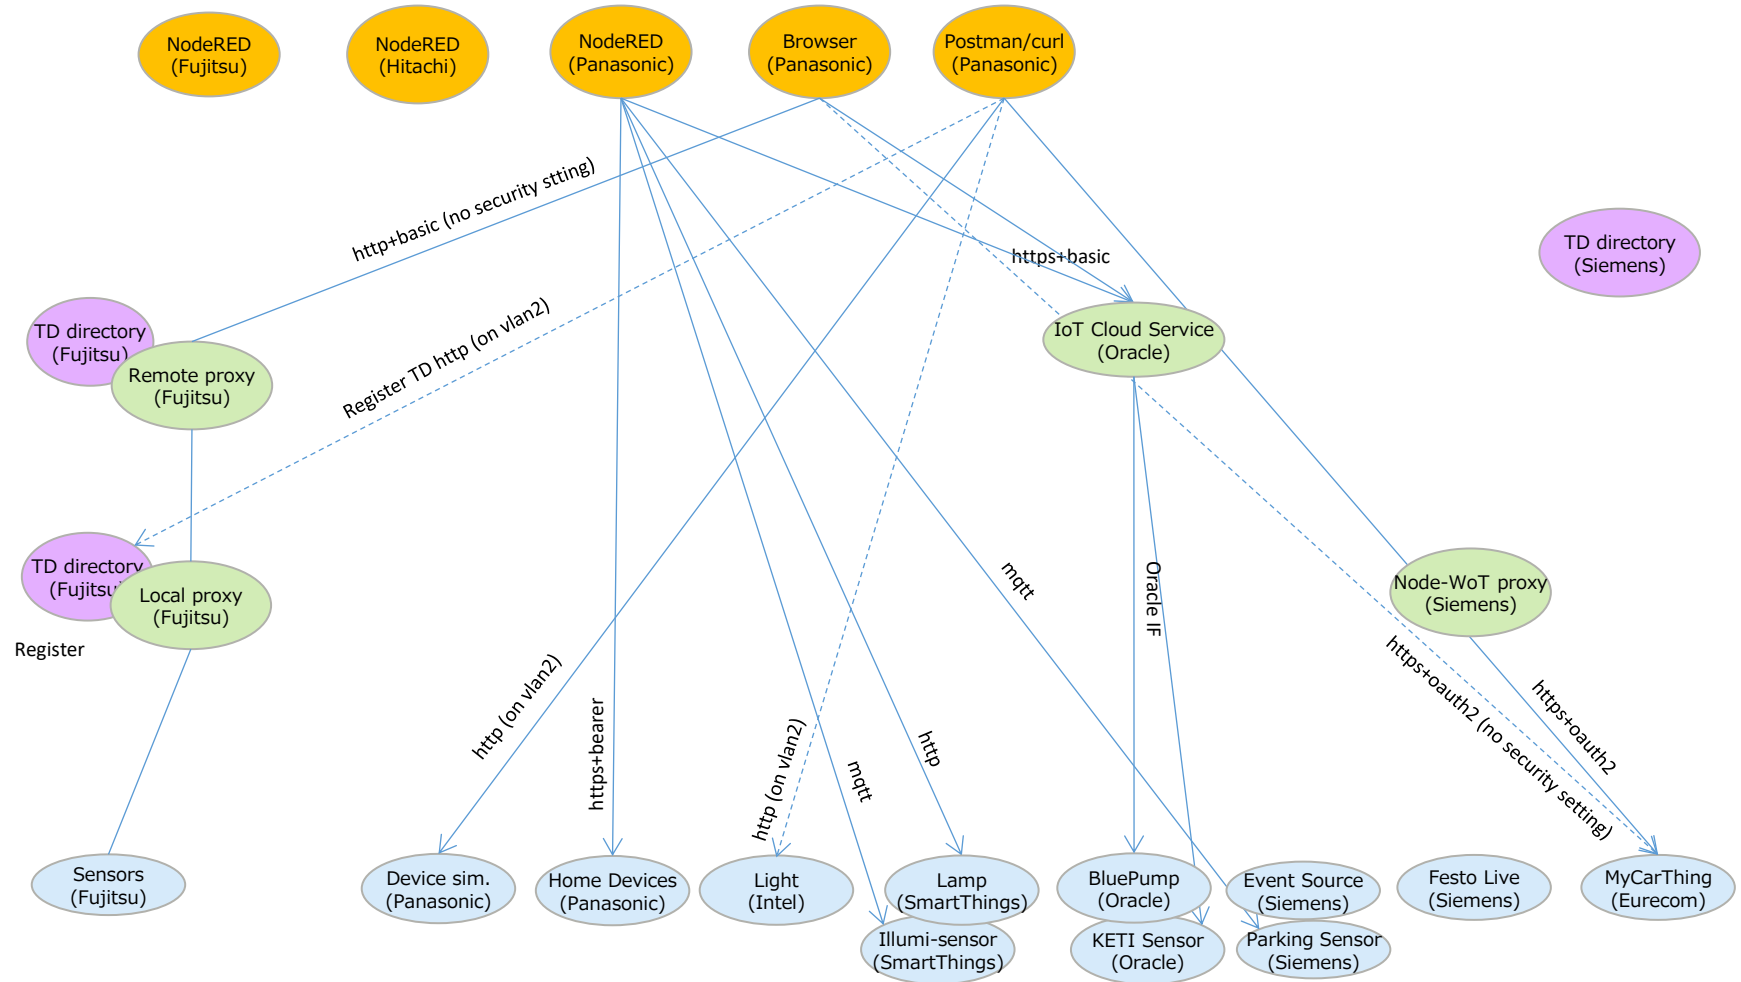 NodeRED
(Fujitsu)
NodeRED
(Hitachi)
NodeRED
(Panasonic)
Browser
(Panasonic)
Postman/curl
(Panasonic)
http+basic (no security stting)
https+basic
TD directory
(Siemens)
TD directory
(Fujitsu)
Remote proxy
(Fujitsu)
Register TD http (on vlan2)
IoT Cloud Service
(Oracle)
TD directory
(Fujitsu
Local proxy
(Fujitsu)
Register
mqtt
Oracle IF
Node-WoT proxy
(Siemens)
http (on vlan2)
https+bearer
http (on vlan2)
mqtt
http
https+oauth2 (no security setting)
https+oauth2
Sensors
(Fujitsu)
Device sim.
(Panasonic)
Home Devices
(Panasonic)
Light
(Intel)
Lamp
(SmartThings)
Illumi-sensor
(SmartThings)
BluePump
(Oracle)
KETI Sensor
(Oracle)
Event Source
(Siemens)
Parking Sensor
(Siemens)
Festo Live
(Siemens)
MyCarThing
(Eurecom)